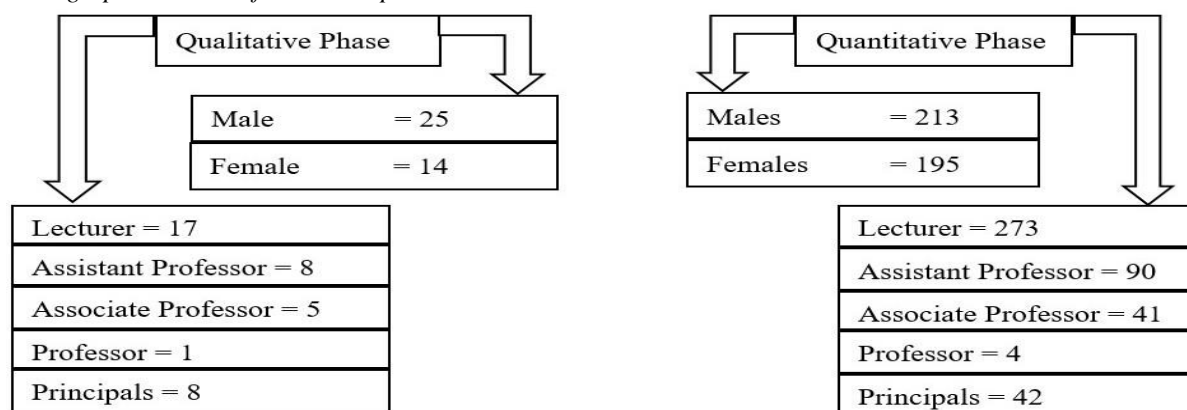 Qualitative Phase
Male = 25
Female = 14
Lecturer = 17
Assistant Professor = 8
Associate Professor = 5
Professor = 1
Principals = 8
Quantitative Phase
Males = 213
Females = 195
Lecturer = 273
Assistant Professor = 90
Associate Professor = 41
Professor = 4
Principals = 42